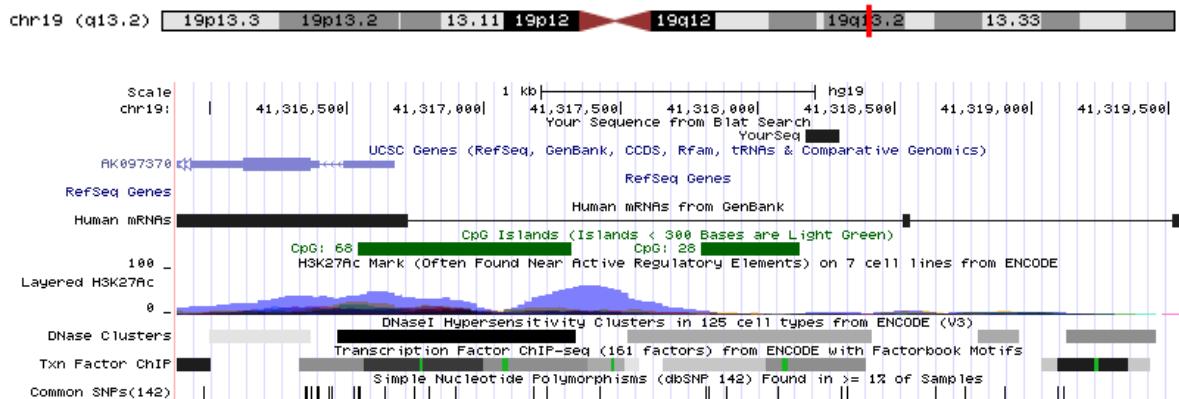 chr19 (q13.2) 19p13.3 19p13.2 13.11 19p12 19q12 19q13.2 13.33
Scale 1 kb hg19
chr19: 41,316,500 41,317,000 41,317,500 41,318,000 41,318,500 41,319,000 41,319,500
Your Sequence from Blat Search
YourSeq
UCSC Genes (RefSeq, GenBank, CCDS, Rfam, tRNAs & Comparative Genomics)
AK097370
RefSeq Genes
RefSeq Genes
Human mRNAs from GenBank
Human mRNAs
CpG Islands (Islands < 300 Bases are Light Green)
CpG: 68 CpG: 28
H3K27Ac Mark (Often Found Near Active Regulatory Elements) on 7 cell lines from ENCODE
100 _
Layered H3K27Ac
0 _
DNaseI Hypersensitivity Clusters in 125 cell types from ENCODE (V3)
DNase Clusters
Transcription Factor ChIP-seq (161 factors) from ENCODE with Factorbook Motifs
Txn Factor ChIP
Simple Nucleotide Polymorphisms (dbSNP 142) Found in >= 1% of Samples
Common SNPs(142)